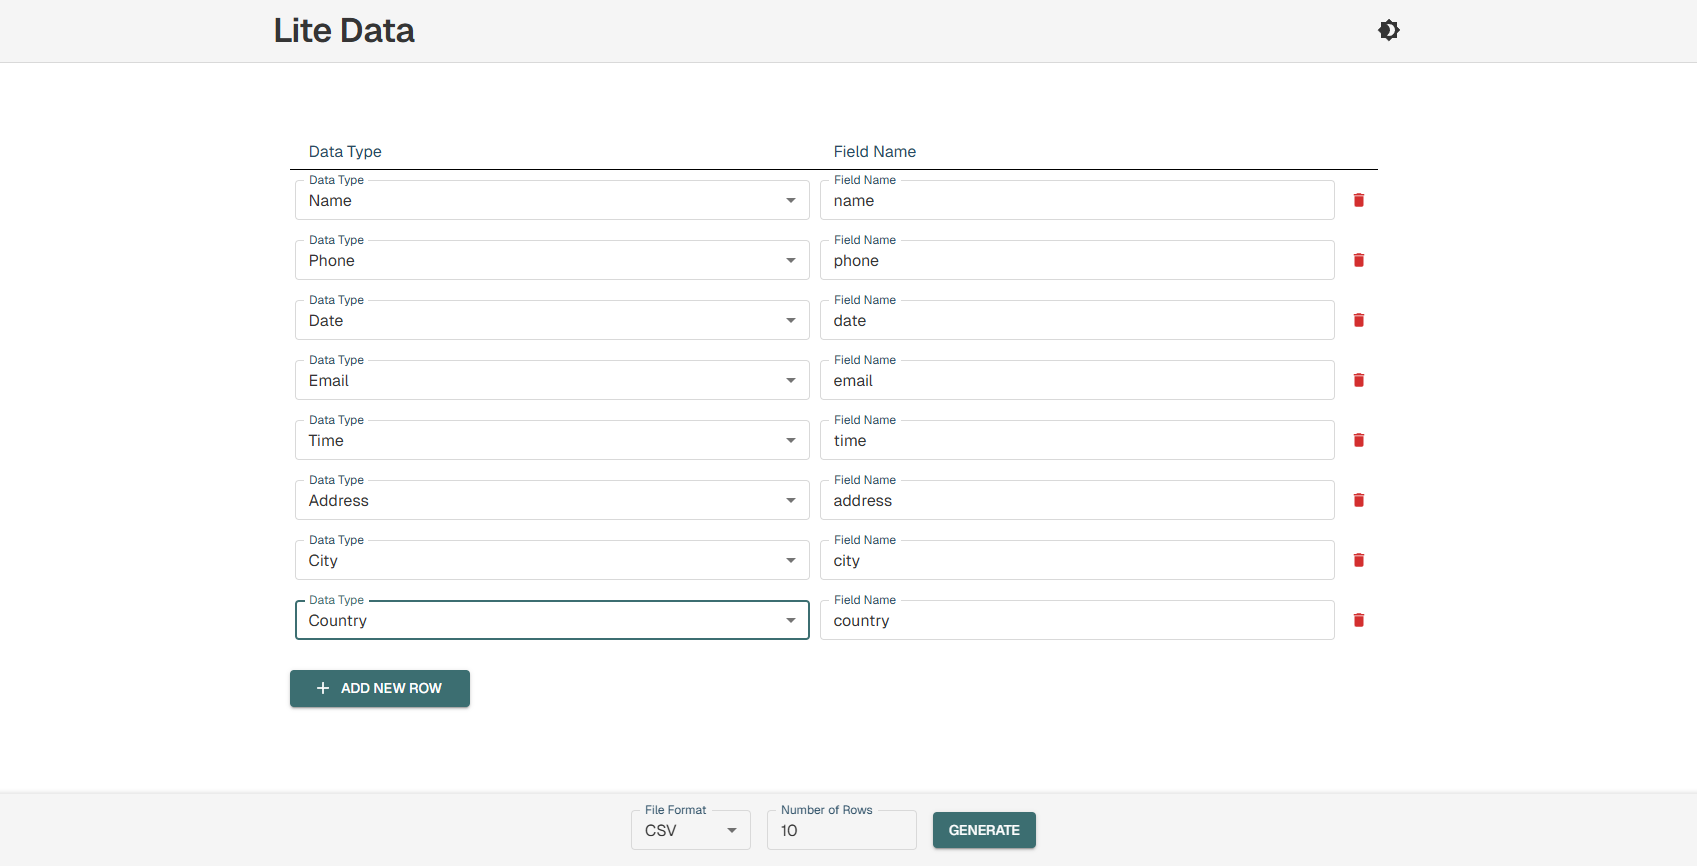 Lite Data
Data Type Field Name
Data Type Field Name
Name name
Data Type Field Name
Phone phone
Data Type Field Name
Date date
Data Type Field Name
Email email
Data Type Field Name
Time time
Data Type Field Name
Address address
Data Type Field Name
City city
Data Type Field Name
Country country
ADD NEW ROW
File Format Number of Rows
CSV 10 GENERATE